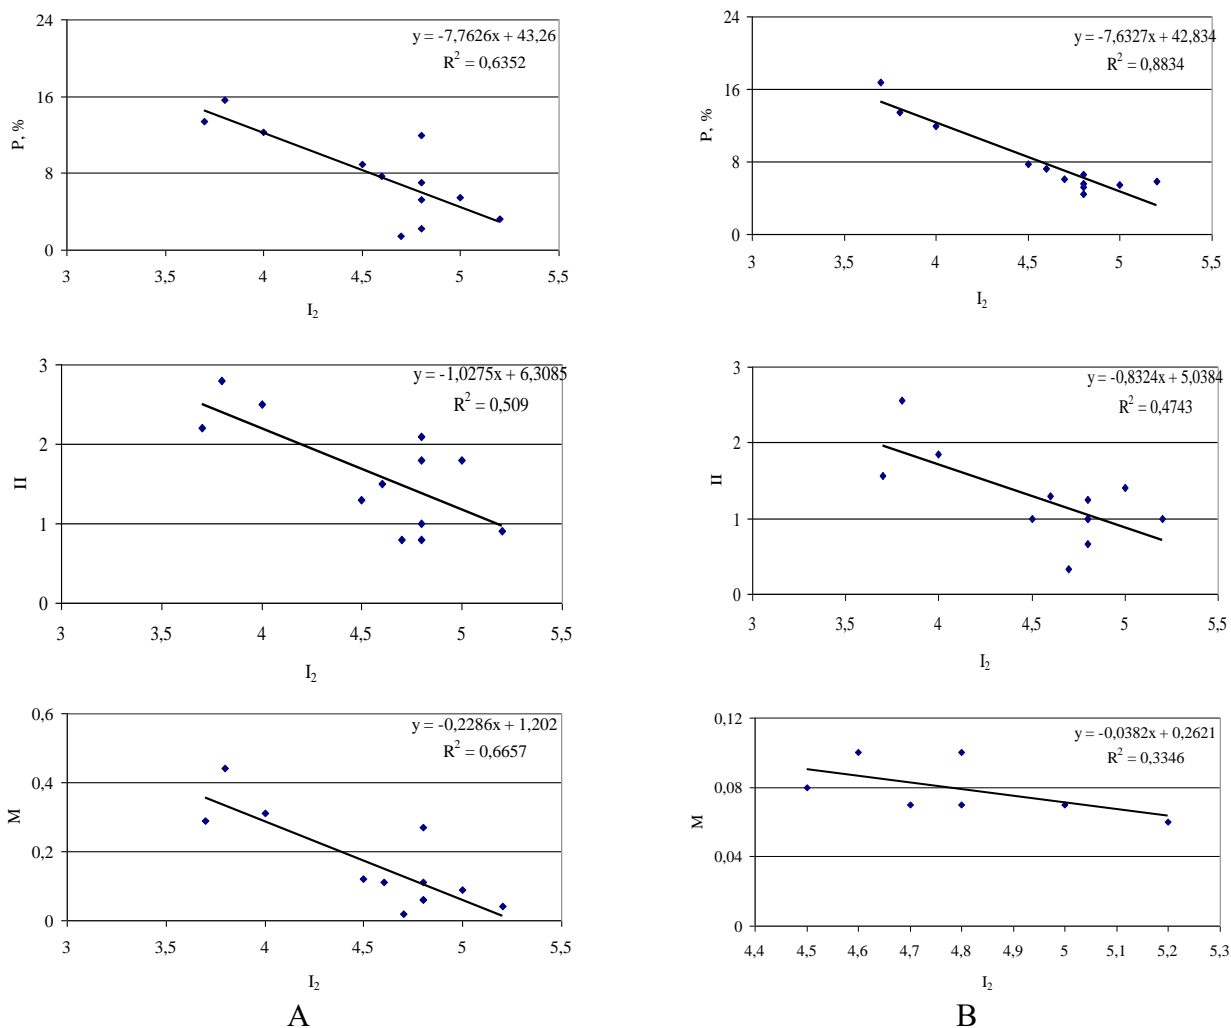 24
16
8
0
P, %
y = -7,7626x + 43,26
R² = 0,6352
3 3,5 4 4,5 5 5,5
I₂
24
16
8
0
P, %
y = -7,6327x + 42,834
R² = 0,8834
3 3,5 4 4,5 5 5,5
I₂
3
2
1
0
II
y = -1,0275x + 6,3085
R² = 0,509
3 3,5 4 4,5 5 5,5
I₂
3
2
1
0
II
y = -0,8324x + 5,0384
R² = 0,4743
3 3,5 4 4,5 5 5,5
I₂
0,6
0,4
0,2
0
M
y = -0,2286x + 1,202
R² = 0,6657
3 3,5 4 4,5 5 5,5
I₂
A
0,12
0,08
0,04
0
M
y = -0,0382x + 0,2621
R² = 0,3346
4,4 4,5 4,6 4,7 4,8 4,9 5 5,1 5,2 5,3
I₂
B